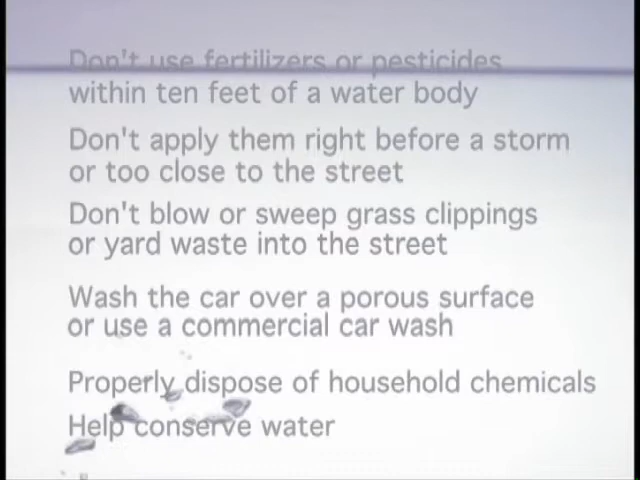 Don't use fertilizers or pesticides
within ten feet of a water body
Don't apply them right before a storm
or too close to the street
Don't blow or sweep grass clippings
or yard waste into the street
Wash the car over a porous surface
or use a commercial car wash
Properly dispose of household chemicals
Help conserve water